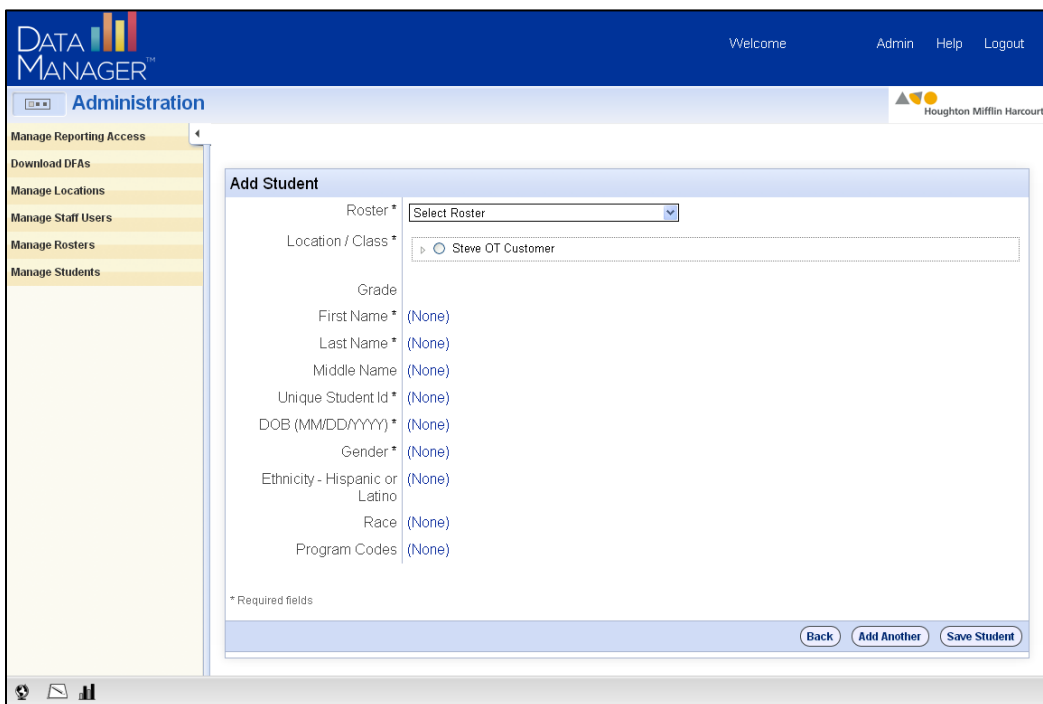 DATA
MANAGER™
Welcome Admin Help Logout
Administration
Houghton Mifflin Harcourt
Manage Reporting Access
Download DFAs
Manage Locations
Manage Staff Users
Manage Rosters
Manage Students
Add Student
Roster * Select Roster
Location / Class * Steve OT Customer
Grade
First Name * (None)
Last Name * (None)
Middle Name (None)
Unique Student Id * (None)
DOB (MM/DD/YYYY) * (None)
Gender * (None)
Ethnicity - Hispanic or (None)
Latino
Race (None)
Program Codes (None)
* Required fields
Back Add Another Save Student